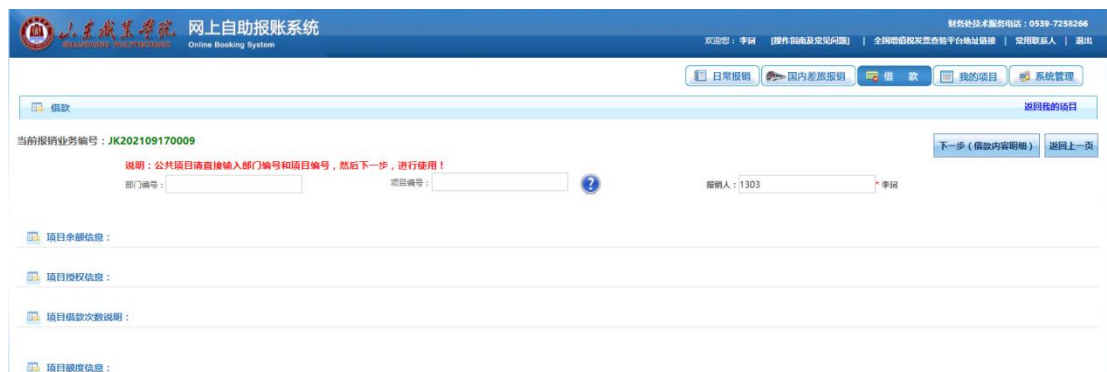 山东职业学院
SHANDONG POLYTECHNIC
网上自助报账系统
Online Booking System
财务处技术服务电话：0539-7258266
欢迎您：李珂 [操作指南及常见问题] | 全国增值税发票查验平台地址链接 | 常用联系人 | 退出
日常报销 国内差旅报销 借 款 我的项目 系统管理
借款 返回我的项目
当前报销业务编号：JK202109170009 下一步（借款内容明细） 返回上一页
说明：公共项目请直接输入部门编号和项目编号，然后下一步，进行使用！
部门编号： 项目编号： ? 报销人：1303 * 李珂
项目余额信息：
项目授权信息：
项目借款次数说明：
项目额度信息：